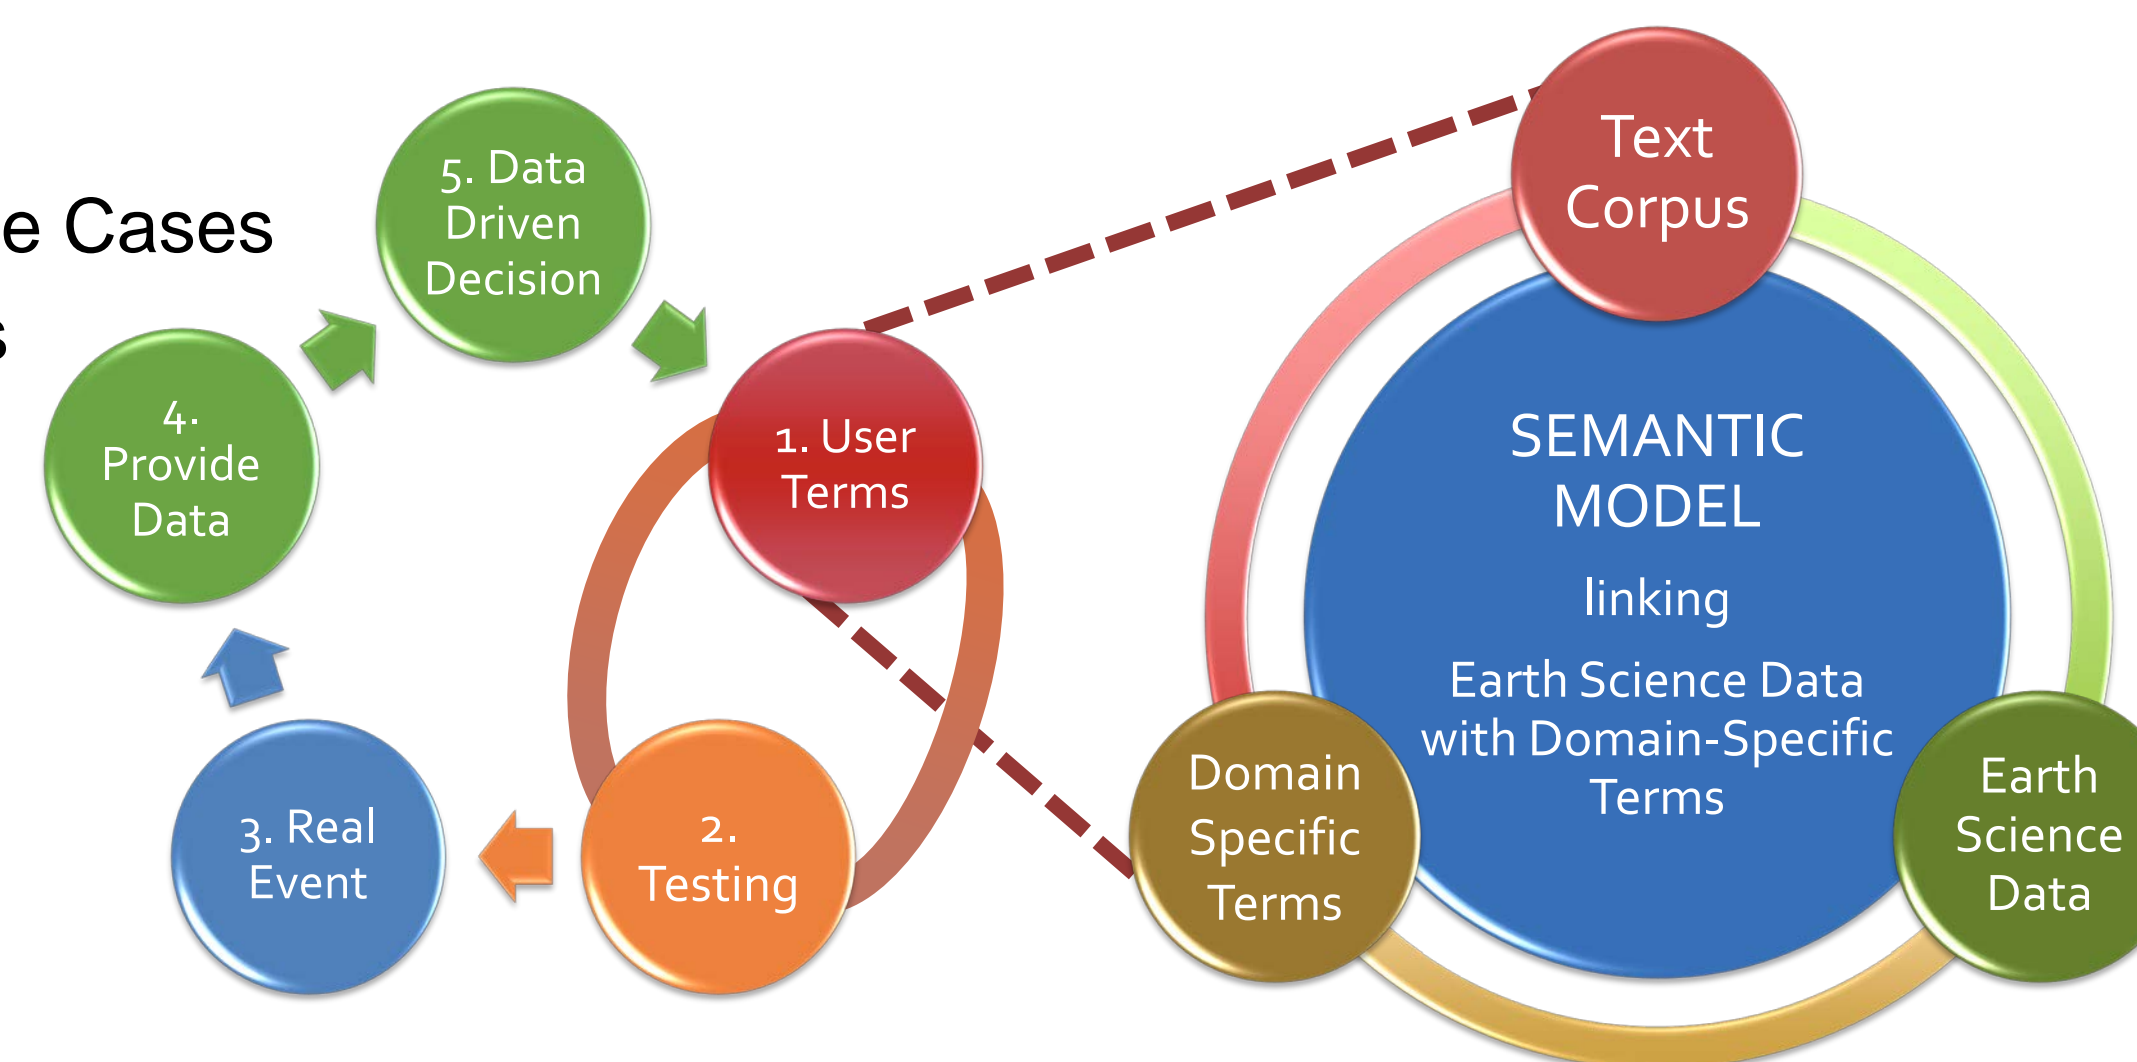 e Cases
s
5. Data
Driven
Decision
4.
Provide
Data
1. User
Terms
3. Real
Event
2.
Testing
Text
Corpus
SEMANTIC
MODEL
linking
Earth Science Data
with Domain-Specific
Terms
Domain
Specific
Terms
Earth
Science
Data